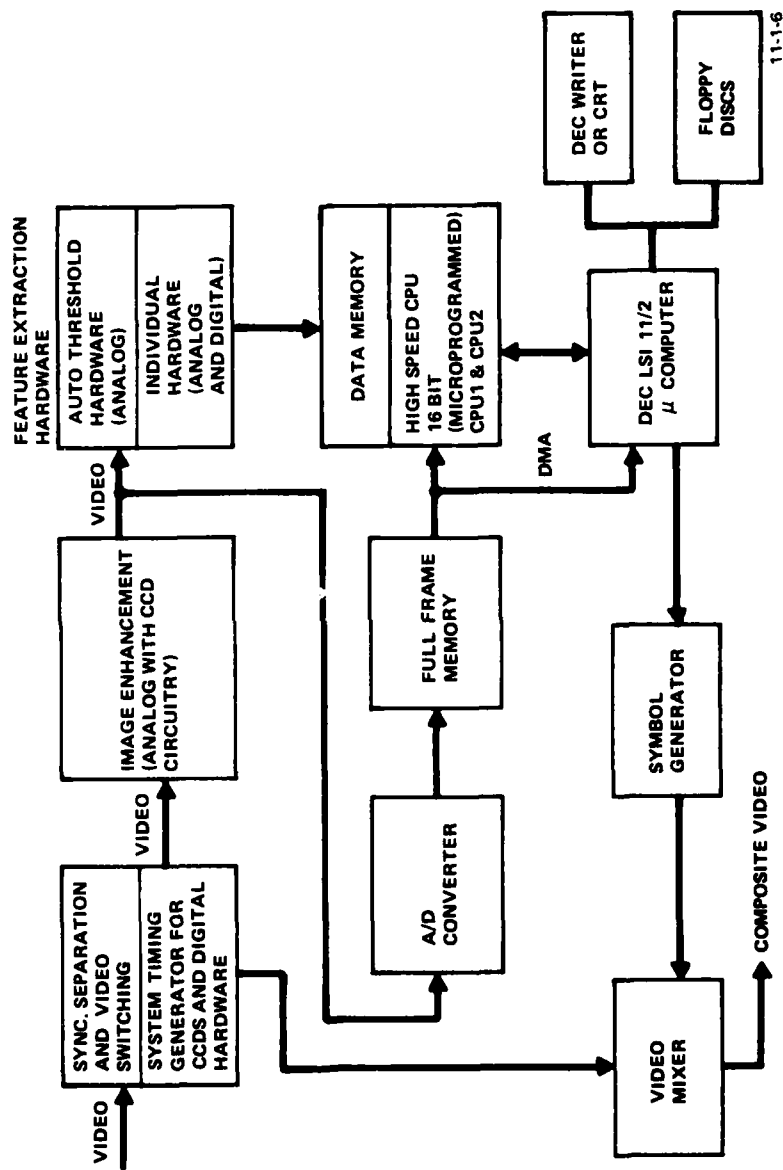 VIDEO
SYNC. SEPARATION
AND VIDEO
SWITCHING
SYSTEM TIMING
GENERATOR FOR
CCDS AND DIGITAL
HARDWARE
VIDEO
IMAGE ENHANCEMENT
(ANALOG WITH CCD
CIRCUITRY)
VIDEO
FEATURE EXTRACTION
HARDWARE
AUTO THRESHOLD
HARDWARE
(ANALOG)
INDIVIDUAL
HARDWARE
(ANALOG
AND DIGITAL)
A/D
CONVERTER
FULL FRAME
MEMORY
DATA MEMORY
HIGH SPEED CPU
16 BIT
(MICROPROGRAMMED)
CPU1 & CPU2
DMA
VIDEO
MIXER
COMPOSITE VIDEO
SYMBOL
GENERATOR
DEC LSI 11/2
μ COMPUTER
DEC WRITER
OR CRT
FLOPPY
DISCS
11-1-6